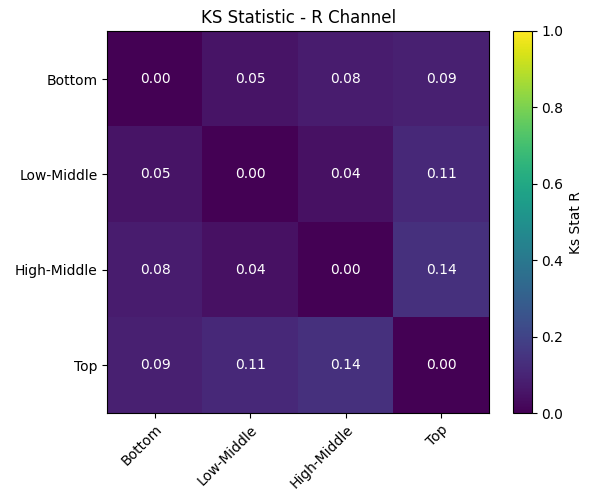 KS Statistic - R Channel
Bottom 0.00 0.05 0.08 0.09
Low-Middle 0.05 0.00 0.04 0.11
High-Middle 0.08 0.04 0.00 0.14
Top 0.09 0.11 0.14 0.00
Bottom Low-Middle High-Middle Top
1.0
0.8
0.6
0.4
0.2
0.0
Ks Stat R